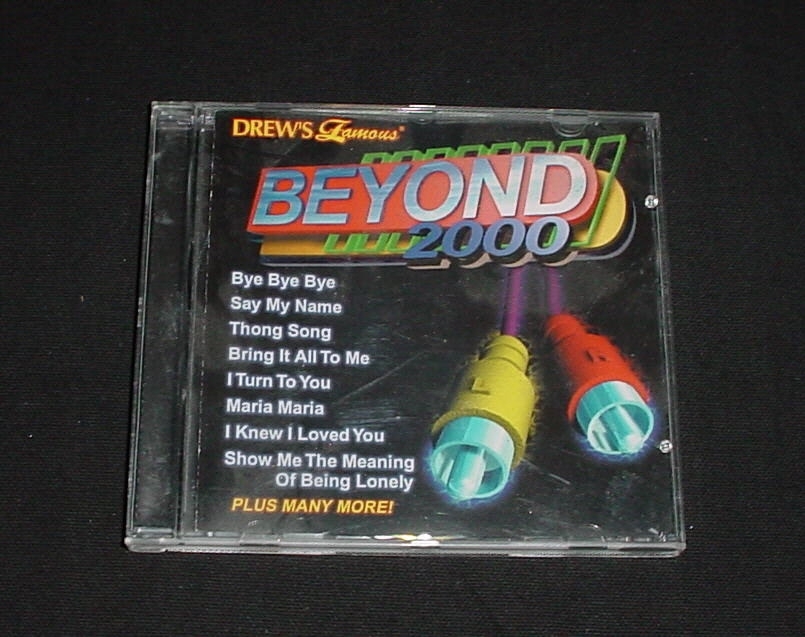 DREW'S Famous®
BEYOND
2000
Bye Bye Bye
Say My Name
Thong Song
Bring It All To Me
I Turn To You
Maria Maria
I Knew I Loved You
Show Me The Meaning
Of Being Lonely
PLUS MANY MORE!